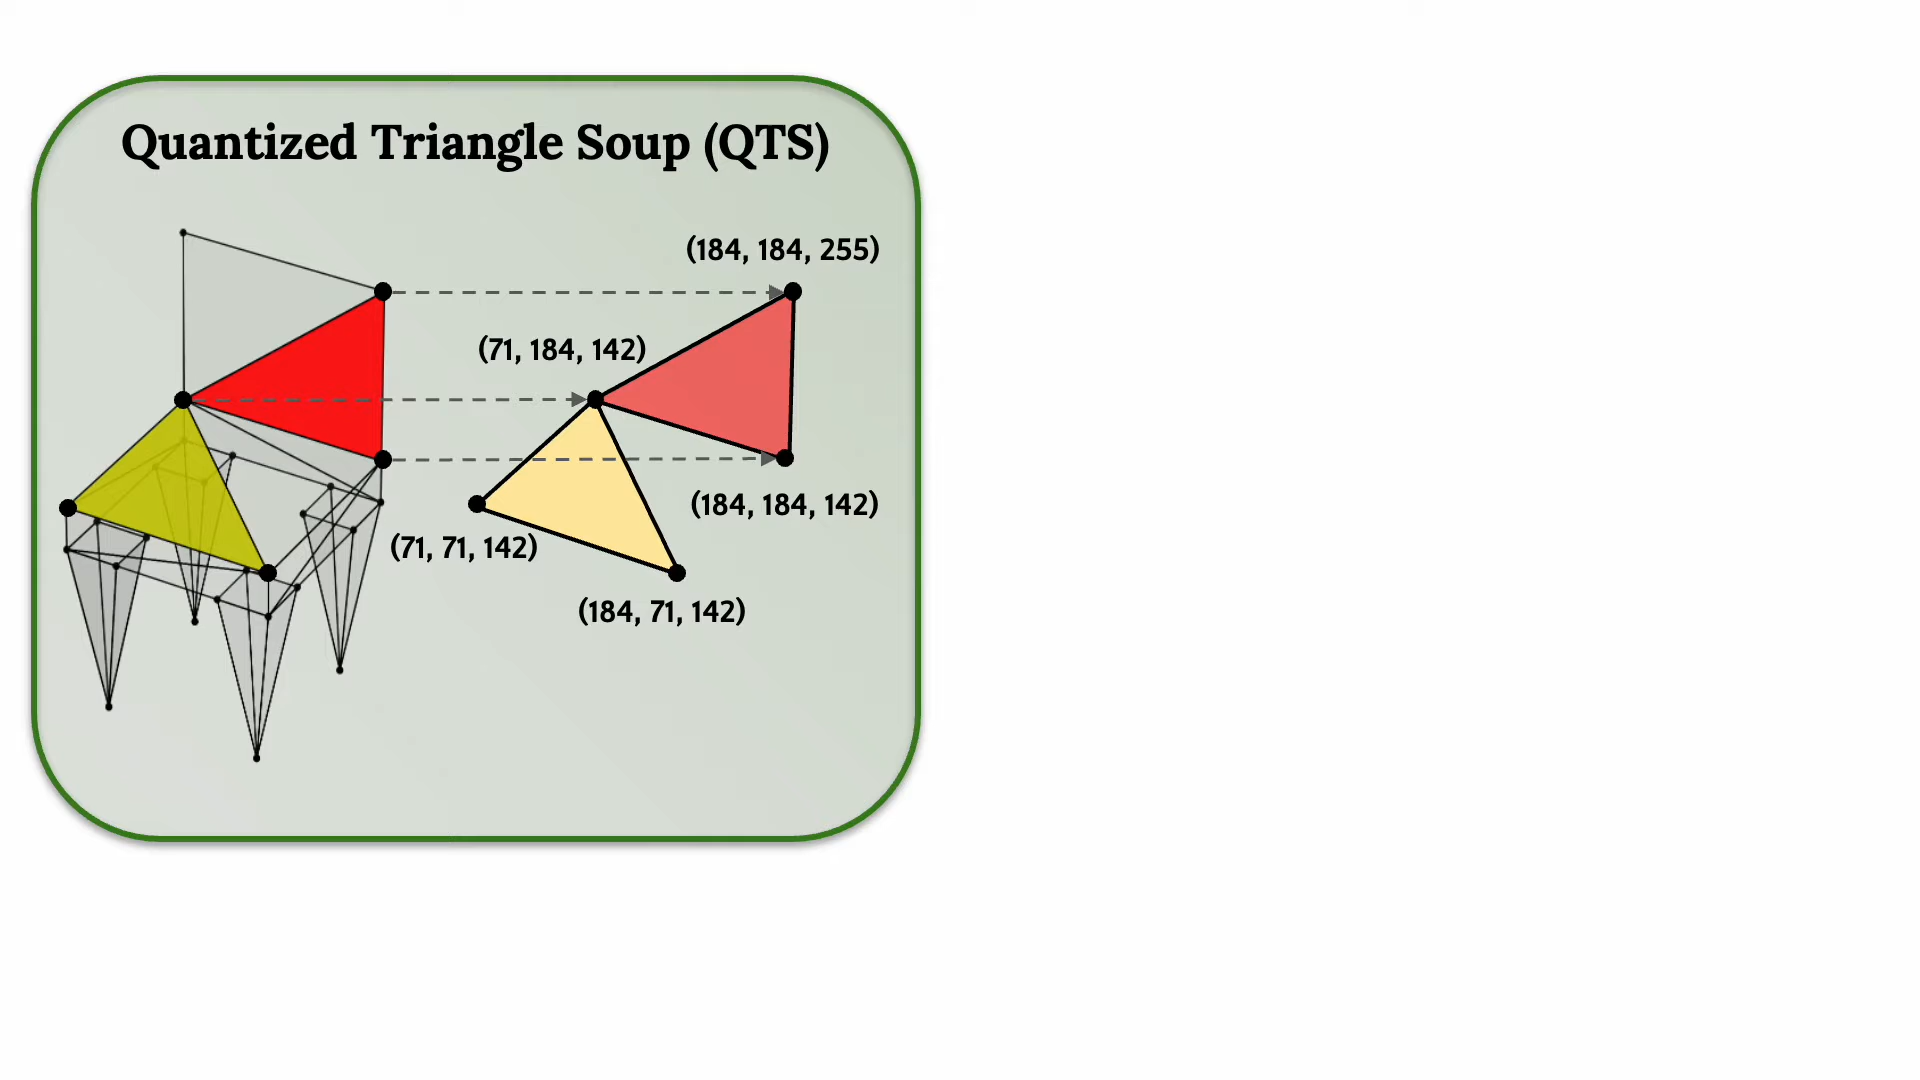 Quantized Triangle Soup (QTS)
(184, 184, 255)
(71, 184, 142)
(184, 184, 142)
(71, 71, 142)
(184, 71, 142)